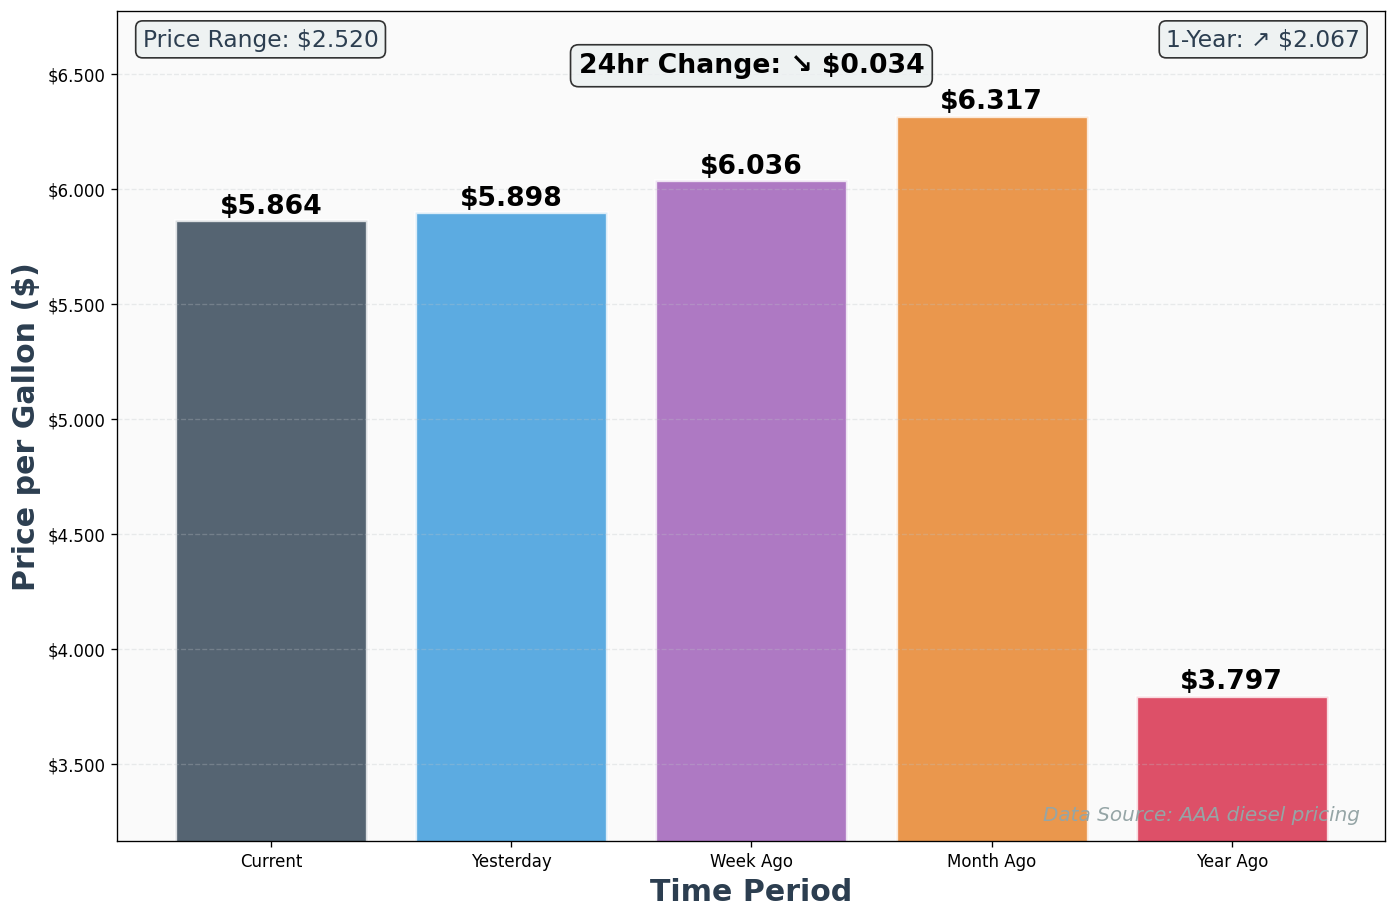 Price Range: $2.520
24hr Change: ↘ $0.034
1-Year: ↗ $2.067
$6.500
$6.000
$5.500
$5.000
$4.500
$4.000
$3.500
Price per Gallon ($)
$5.864
$5.898
$6.036
$6.317
$3.797
Data Source: AAA diesel pricing
Current
Yesterday
Week Ago
Month Ago
Year Ago
Time Period